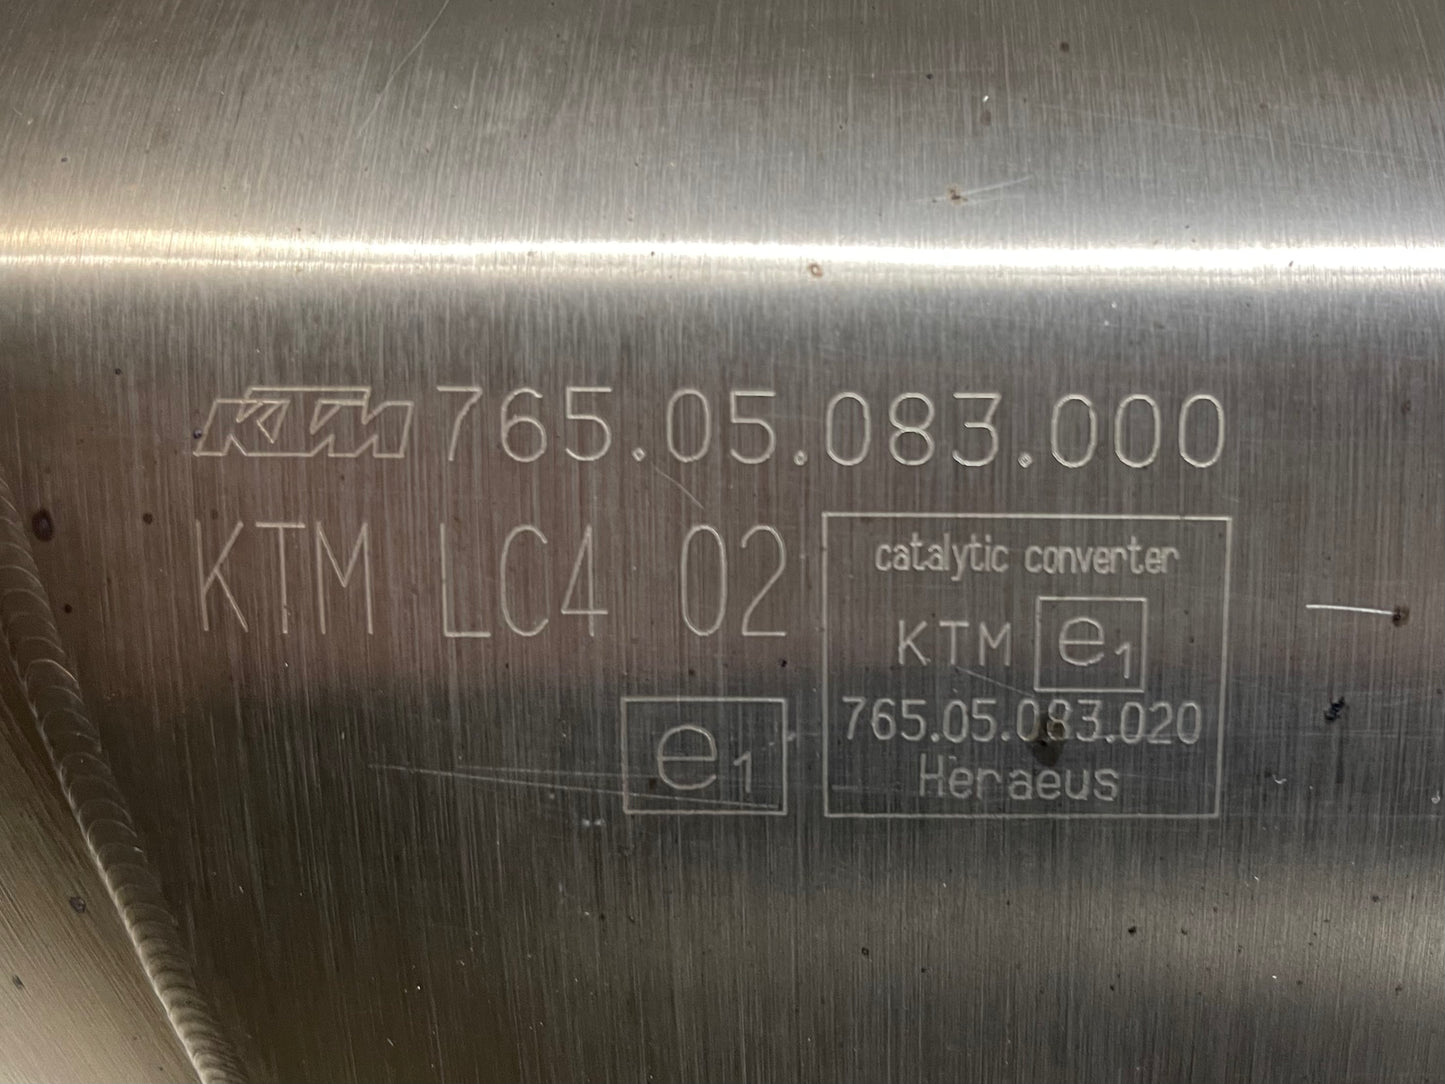 KTM 765.05.083.000
KTM LC4 02
e1
catalytic converter
KTM e1
765.05.083.020
Heraeus